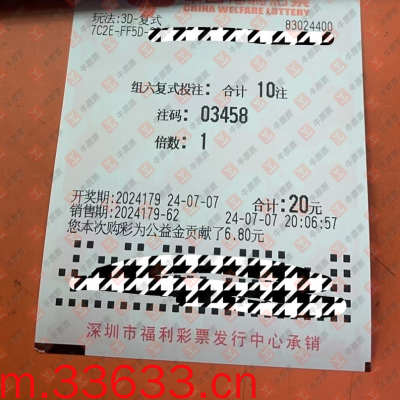 CHINA WELFARE LOTTERY
玩法:3D-复式
83024400
7C2E-FF5D-
组六复式投注: 合计 10注
注码: 03458
倍数: 1
开奖期:2024179 24-07-07 合计:20元
销售期:2024179-62 24-07-07 20:06:57
您本次购彩为公益金贡献了6.80元
深圳市福利彩票发行中心承销
m.33633.cn